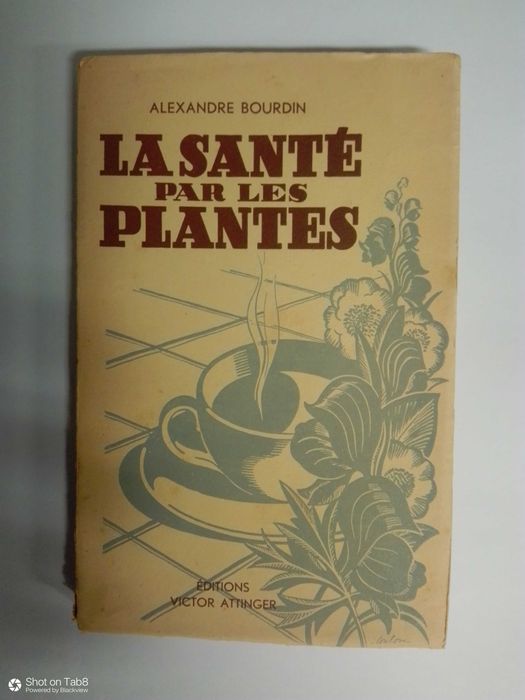 ALEXANDRE BOURDIN
LA SANTÉ
PAR LES
PLANTES
ÉDITIONS
VICTOR ATTINGER
Shot on Tab8
Powered by Blackview